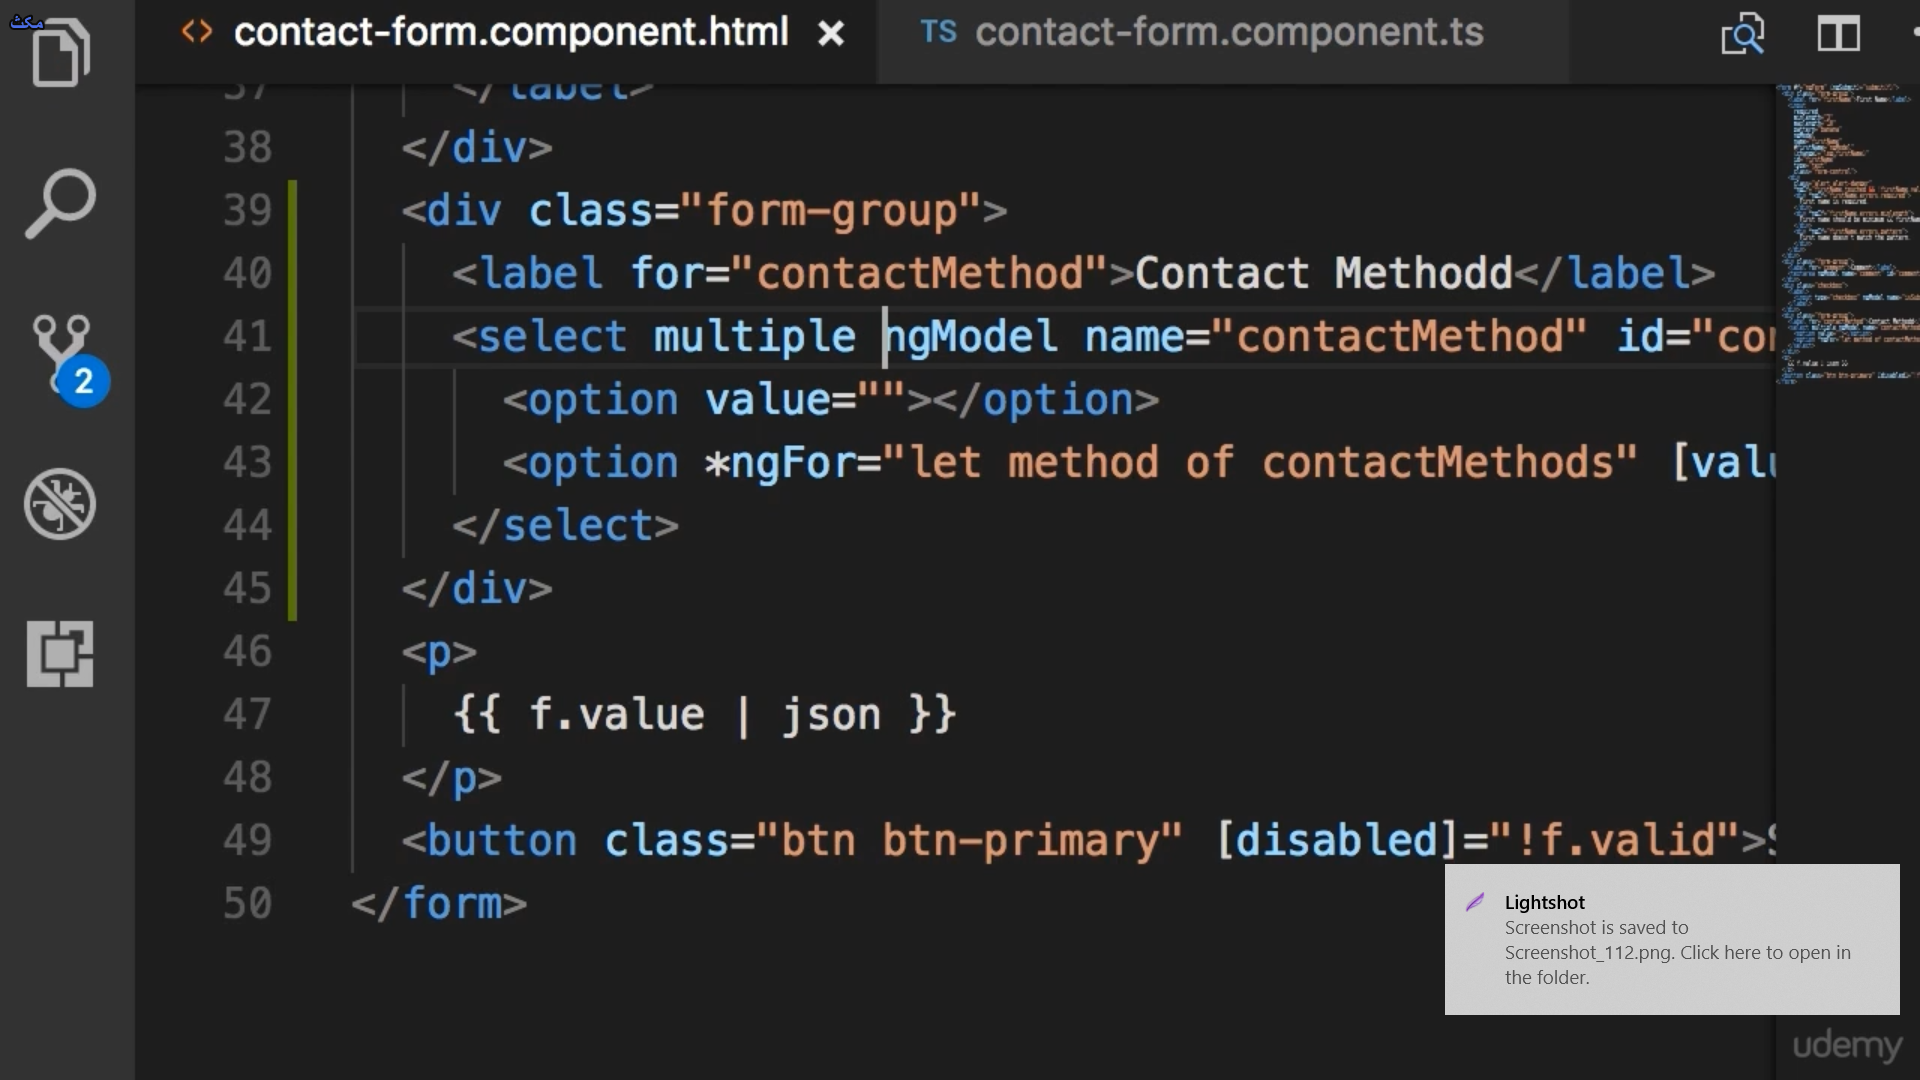 مكث
contact-form.component.html
TS contact-form.component.ts
37 </label>
38 </div>
39 <div class="form-group">
40 <label for="contactMethod">Contact Methodd</label>
41 <select multiple ngModel name="contactMethod" id="con
42 <option value=""></option>
43 <option *ngFor="let method of contactMethods" [valu
44 </select>
45 </div>
46 <p>
47 {{ f.value | json }}
48 </p>
49 <button class="btn btn-primary" [disabled]="!f.valid">S
50 </form>
2
Lightshot
Screenshot is saved to
Screenshot_112.png. Click here to open in
the folder.
udemy